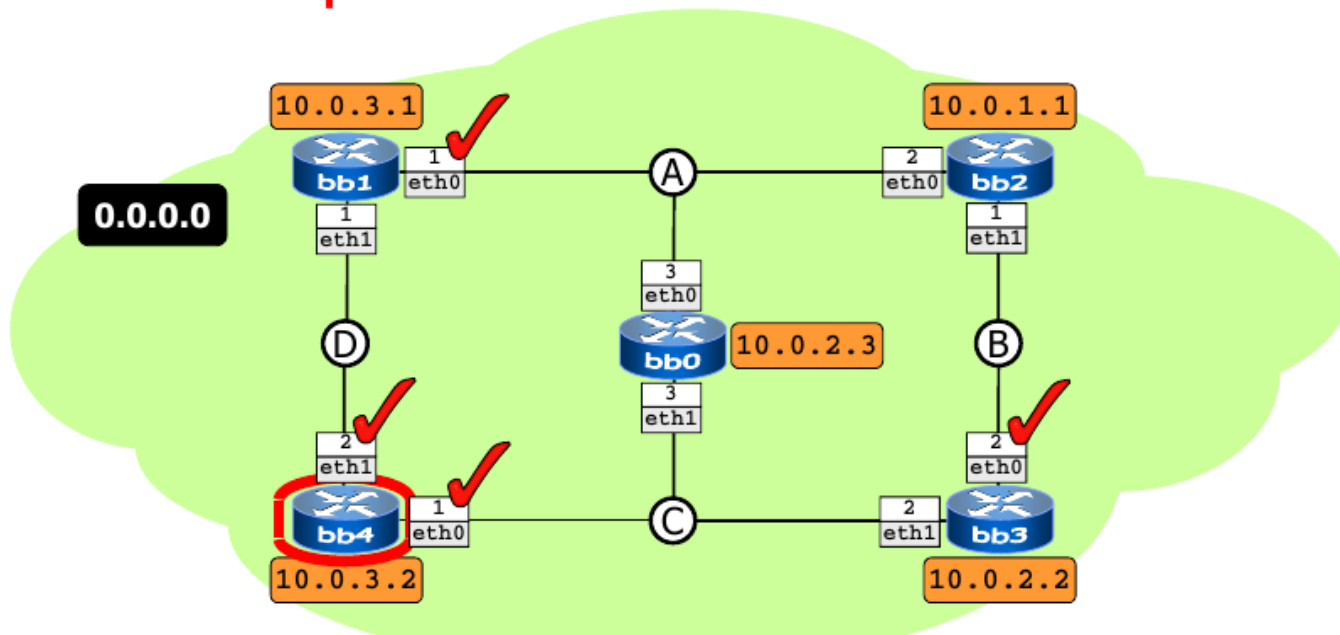 10.0.3.1
10.0.1.1
1
eth0
A
2
eth0
bb1
bb2
0.0.0.0
1
eth1
1
eth1
3
eth0
D
bb0
10.0.2.3
B
3
eth1
2
eth1
2
eth0
bb4
1
eth0
C
2
eth1
bb3
10.0.3.2
10.0.2.2